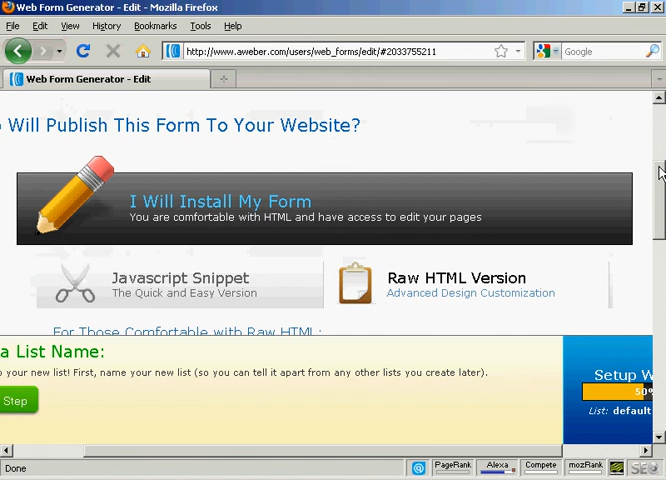 Web Form Generator - Edit - Mozilla Firefox
File Edit View History Bookmarks Tools Help
http://www.aweber.com/users/web_forms/edit/#2033755211
Google
Web Form Generator - Edit
Will Publish This Form To Your Website?
I Will Install My Form
You are comfortable with HTML and have access to edit your pages
Javascript Snippet
The Quick and Easy Version
Raw HTML Version
Advanced Design Customization
For Those Comfortable with Raw HTML:
a List Name:
your new list! First, name your new list (so you can tell it apart from any other lists you create later).
Step
Setup W
50%
List: default
Done
PageRank
Alexa
Compete
mozRank
SEO